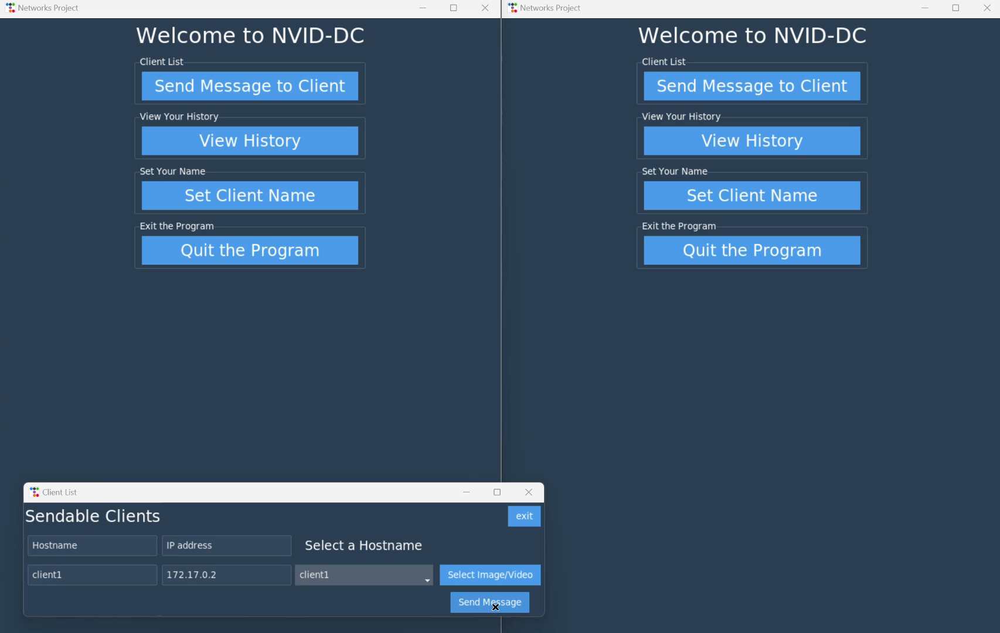 Networks Project
Welcome to NVID-DC
Client List
Send Message to Client
View Your History
View History
Set Your Name
Set Client Name
Exit the Program
Quit the Program
Networks Project
Welcome to NVID-DC
Client List
Send Message to Client
View Your History
View History
Set Your Name
Set Client Name
Exit the Program
Quit the Program
Client List
Sendable Clients exit
Hostname IP address Select a Hostname
client1 172.17.0.2 client1 Select Image/Video
Send Message